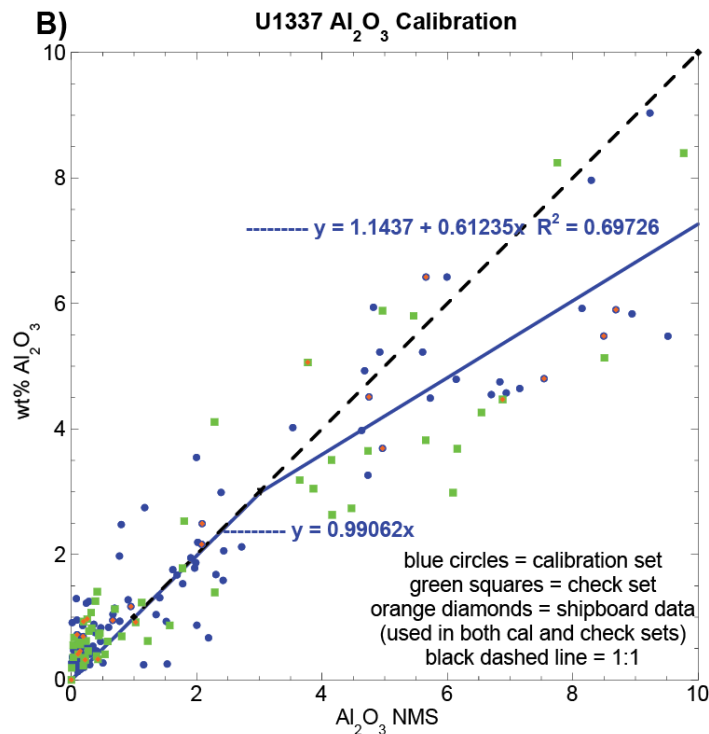 B)
U1337 Al₂O₃ Calibration
10
8
6
4
2
0
wt% Al₂O₃
--------- y = 1.1437 + 0.61235x R² = 0.69726
--------- y = 0.99062x
blue circles = calibration set
green squares = check set
orange diamonds = shipboard data
(used in both cal and check sets)
black dashed line = 1:1
0 2 4 6 8 10
Al₂O₃ NMS